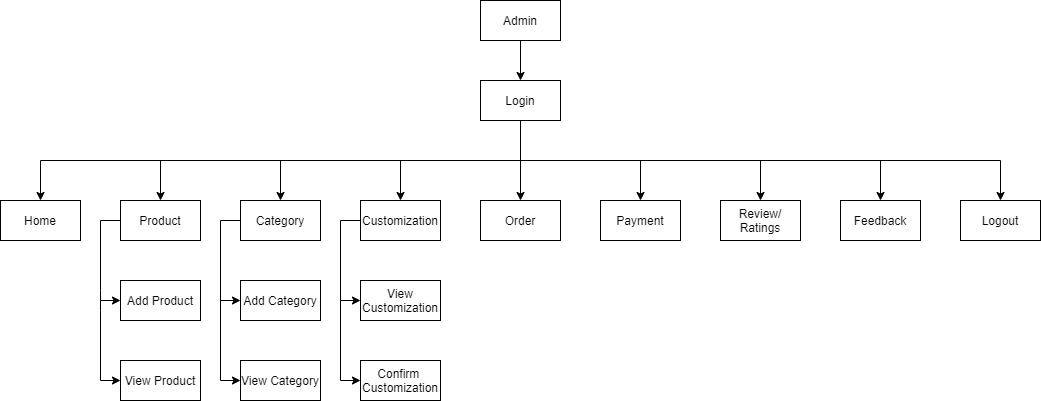 Admin
Login
Home
Product
Category
Customization
Order
Payment
Review/
Ratings
Feedback
Logout
Add Product
Add Category
View
Customization
View Product
View Category
Confirm
Customization